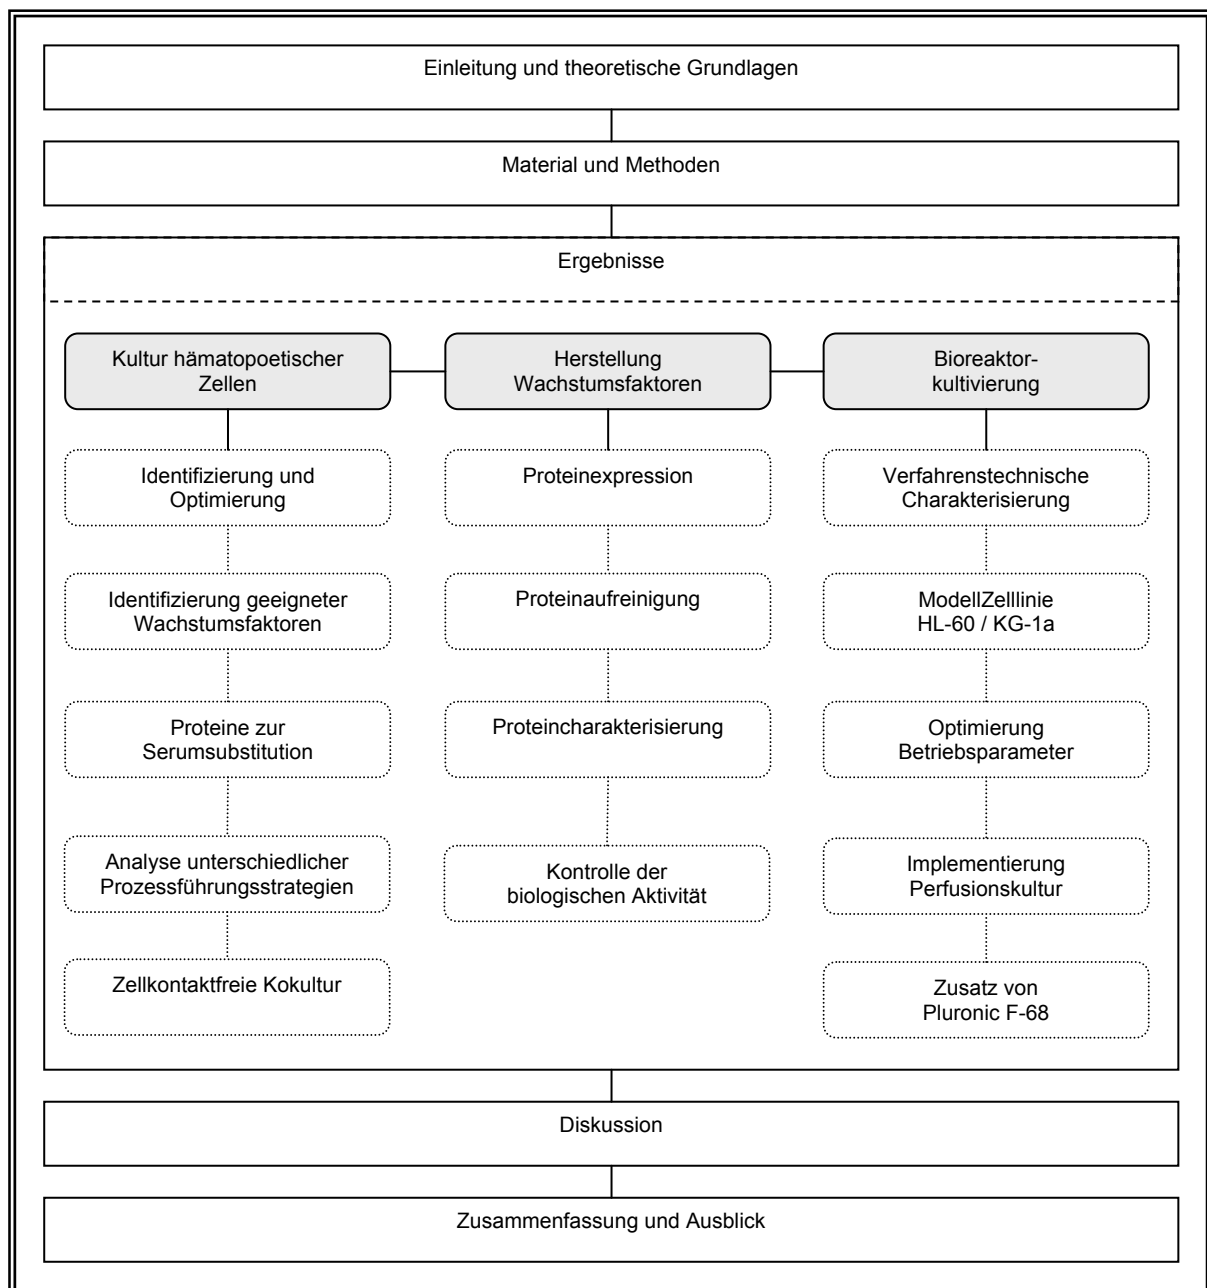 Einleitung und theoretische Grundlagen
Material und Methoden
Ergebnisse
Kultur hämatopoetischer
Zellen
Identifizierung und
Optimierung
Identifizierung geeigneter
Wachstumsfaktoren
Proteine zur
Serumsubstitution
Analyse unterschiedlicher
Prozessführungsstrategien
Zellkontaktfreie Kokultur
Herstellung
Wachstumsfaktoren
Proteinexpression
Proteinaufreinigung
Proteincharakterisierung
Kontrolle der
biologischen Aktivität
Bioreaktor-
kultivierung
Verfahrenstechnische
Charakterisierung
ModellZelllinie
HL-60 / KG-1a
Optimierung
Betriebsparameter
Implementierung
Perfusionskultur
Zusatz von
Pluronic F-68
Diskussion
Zusammenfassung und Ausblick